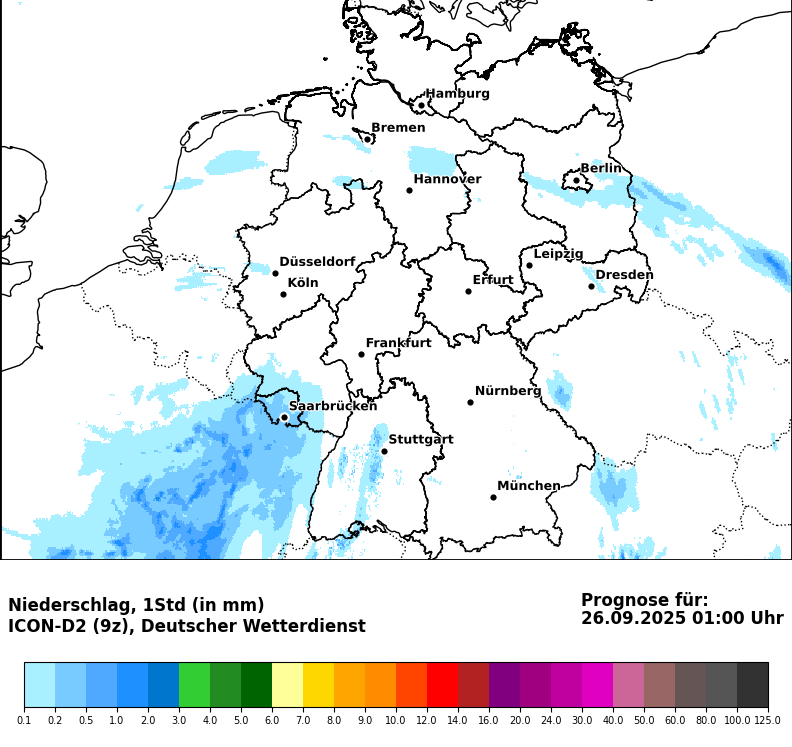 Hamburg
Bremen
Berlin
Hannover
Leipzig
Düsseldorf
Dresden
Köln
Erfurt
Frankfurt
Nürnberg
Saarbrücken
Stuttgart
München
Niederschlag, 1Std (in mm)
ICON-D2 (9z), Deutscher Wetterdienst
Prognose für:
26.09.2025 01:00 Uhr
0.1 0.2 0.5 1.0 2.0 3.0 4.0 5.0 6.0 7.0 8.0 9.0 10.0 12.0 14.0 16.0 20.0 24.0 30.0 40.0 50.0 60.0 80.0 100.0 125.0